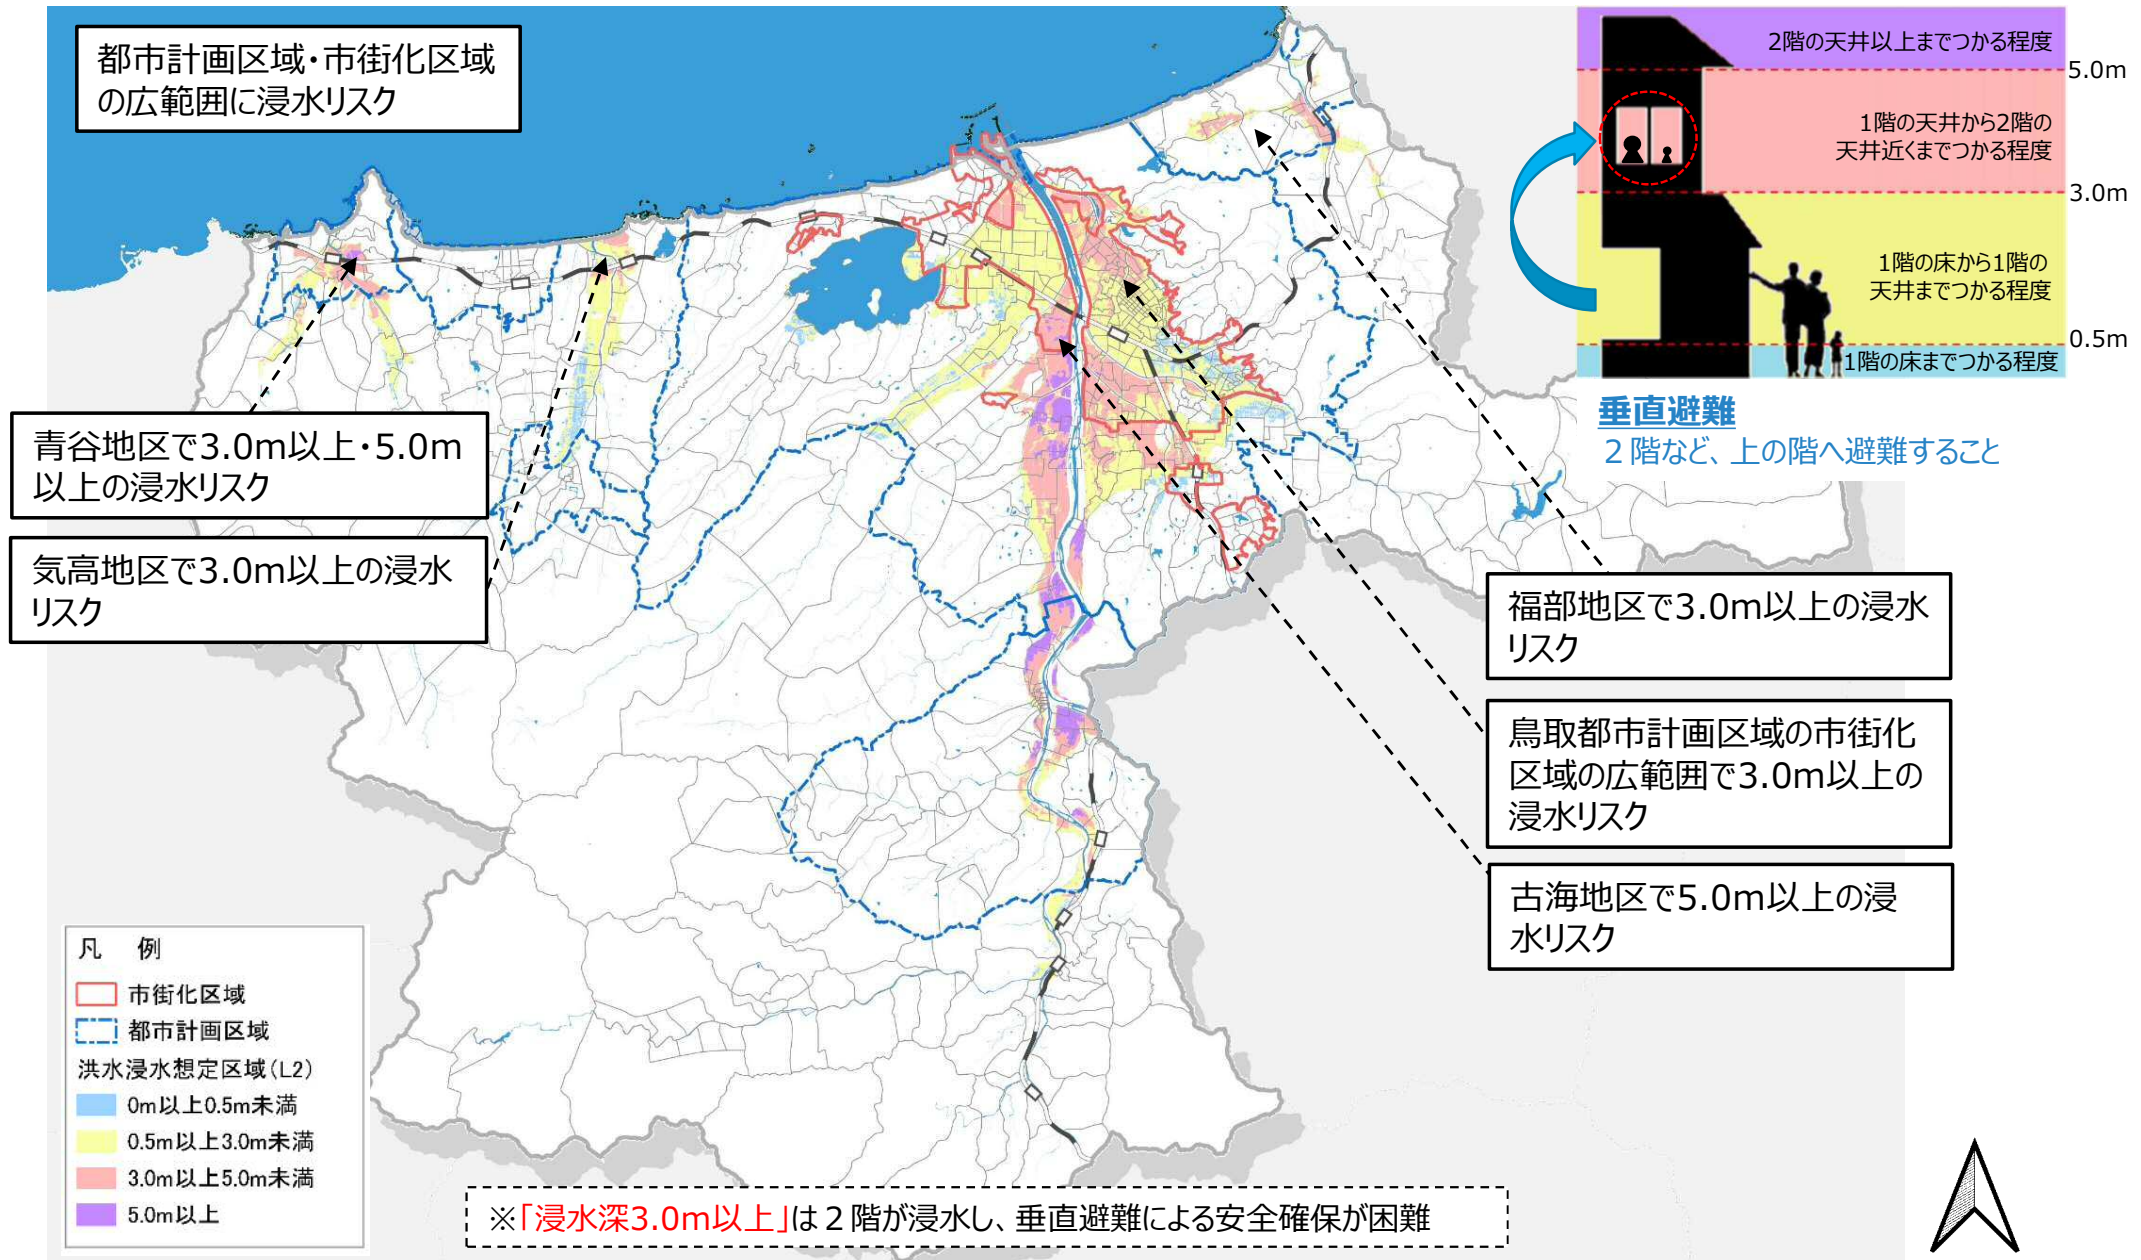 都市計画区域・市街化区域
の広範囲に浸水リスク
2階の天井以上までつかる程度
5.0m
1階の天井から2階の
天井近くまでつかる程度
3.0m
1階の床から1階の
天井までつかる程度
0.5m
1階の床までつかる程度
垂直避難
２階など、上の階へ避難すること
青谷地区で3.0m以上・5.0m
以上の浸水リスク
気高地区で3.0m以上の浸水
リスク
福部地区で3.0m以上の浸水
リスク
鳥取都市計画区域の市街化
区域の広範囲で3.0m以上の
浸水リスク
古海地区で5.0m以上の浸
水リスク
凡　例
市街化区域
都市計画区域
洪水浸水想定区域(L2)
0m以上0.5m未満
0.5m以上3.0m未満
3.0m以上5.0m未満
5.0m以上
※「浸水深3.0m以上」は２階が浸水し、垂直避難による安全確保が困難